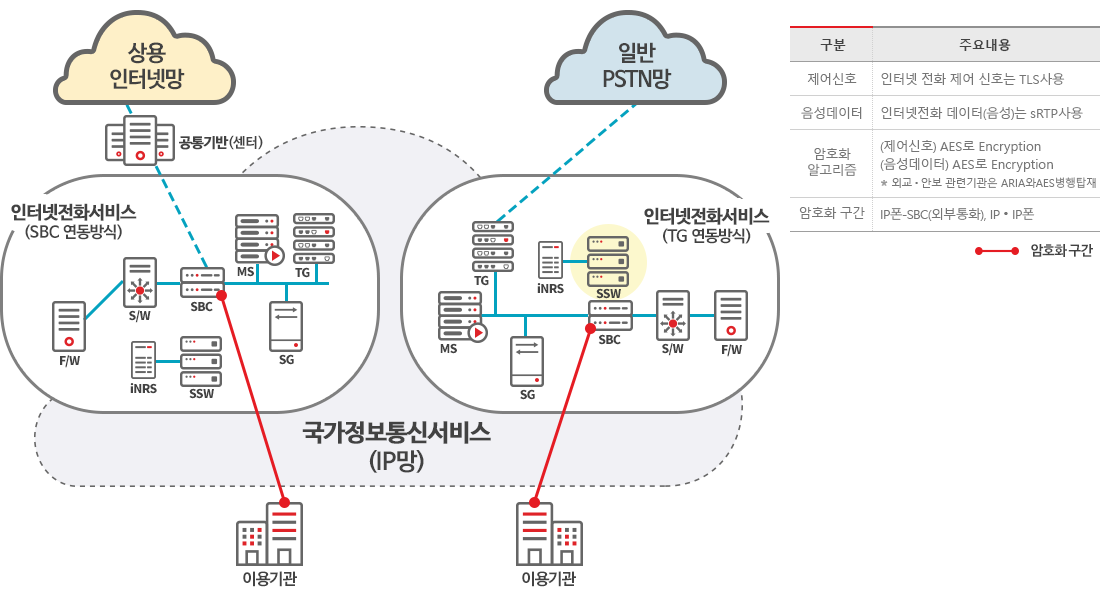 상용
인터넷망
일반
PSTN망
공통기반(센터)
인터넷전화서비스
(SBC 연동방식)
MS
TG
S/W
SBC
F/W
iNRS
SSW
SG
인터넷전화서비스
(TG 연동방식)
TG
iNRS
SSW
MS
SBC
S/W
F/W
SG
국가정보통신서비스
(IP망)
이용기관
이용기관
구분 주요내용
제어신호 인터넷 전화 제어 신호는 TLS사용
음성데이터 인터넷전화 데이터(음성)는 sRTP사용
암호화
알고리즘
(제어신호) AES로 Encryption
(음성데이터) AES로 Encryption
* 외교•안보 관련기관은 ARIA와AES병행탑재
암호화 구간 IP폰-SBC(외부통화), IP • IP폰
암호화 구간